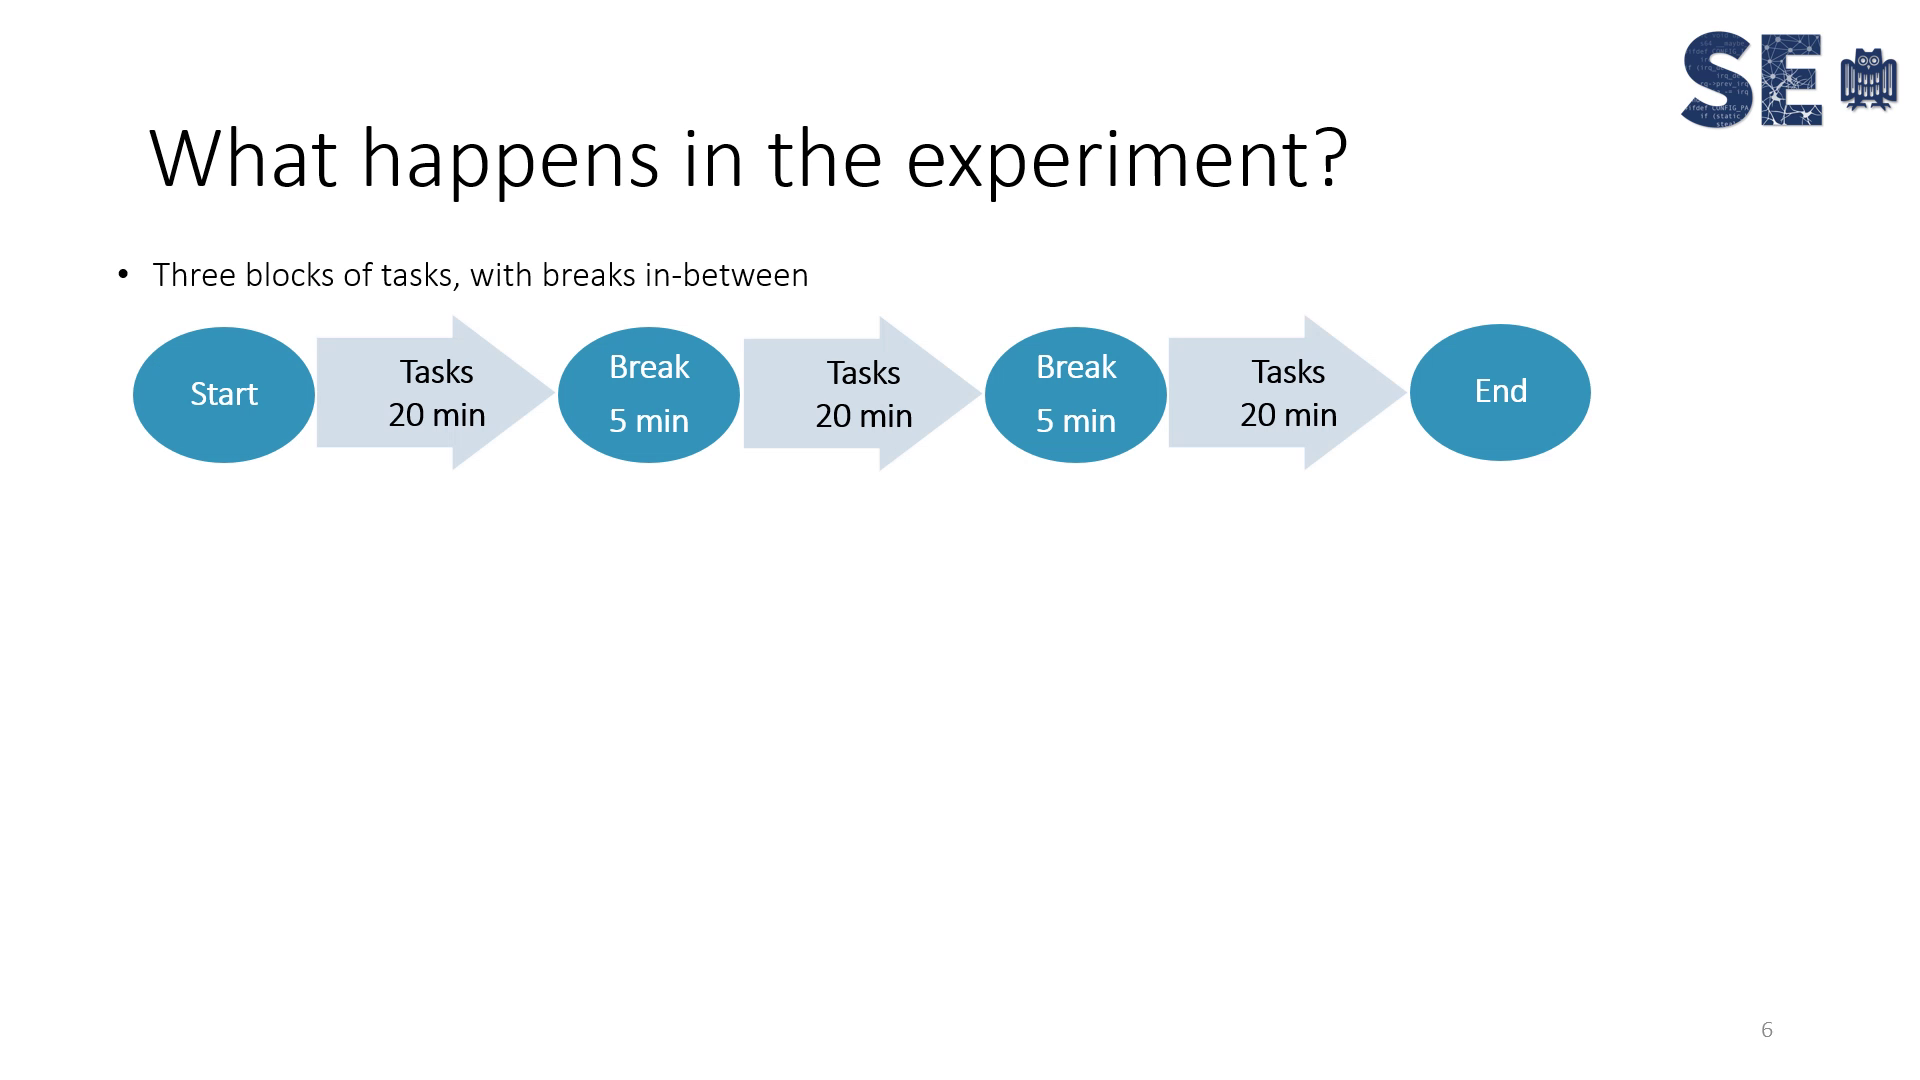 SE
What happens in the experiment?
• Three blocks of tasks, with breaks in-between
Start
Tasks
20 min
Break
5 min
Tasks
20 min
Break
5 min
Tasks
20 min
End
6